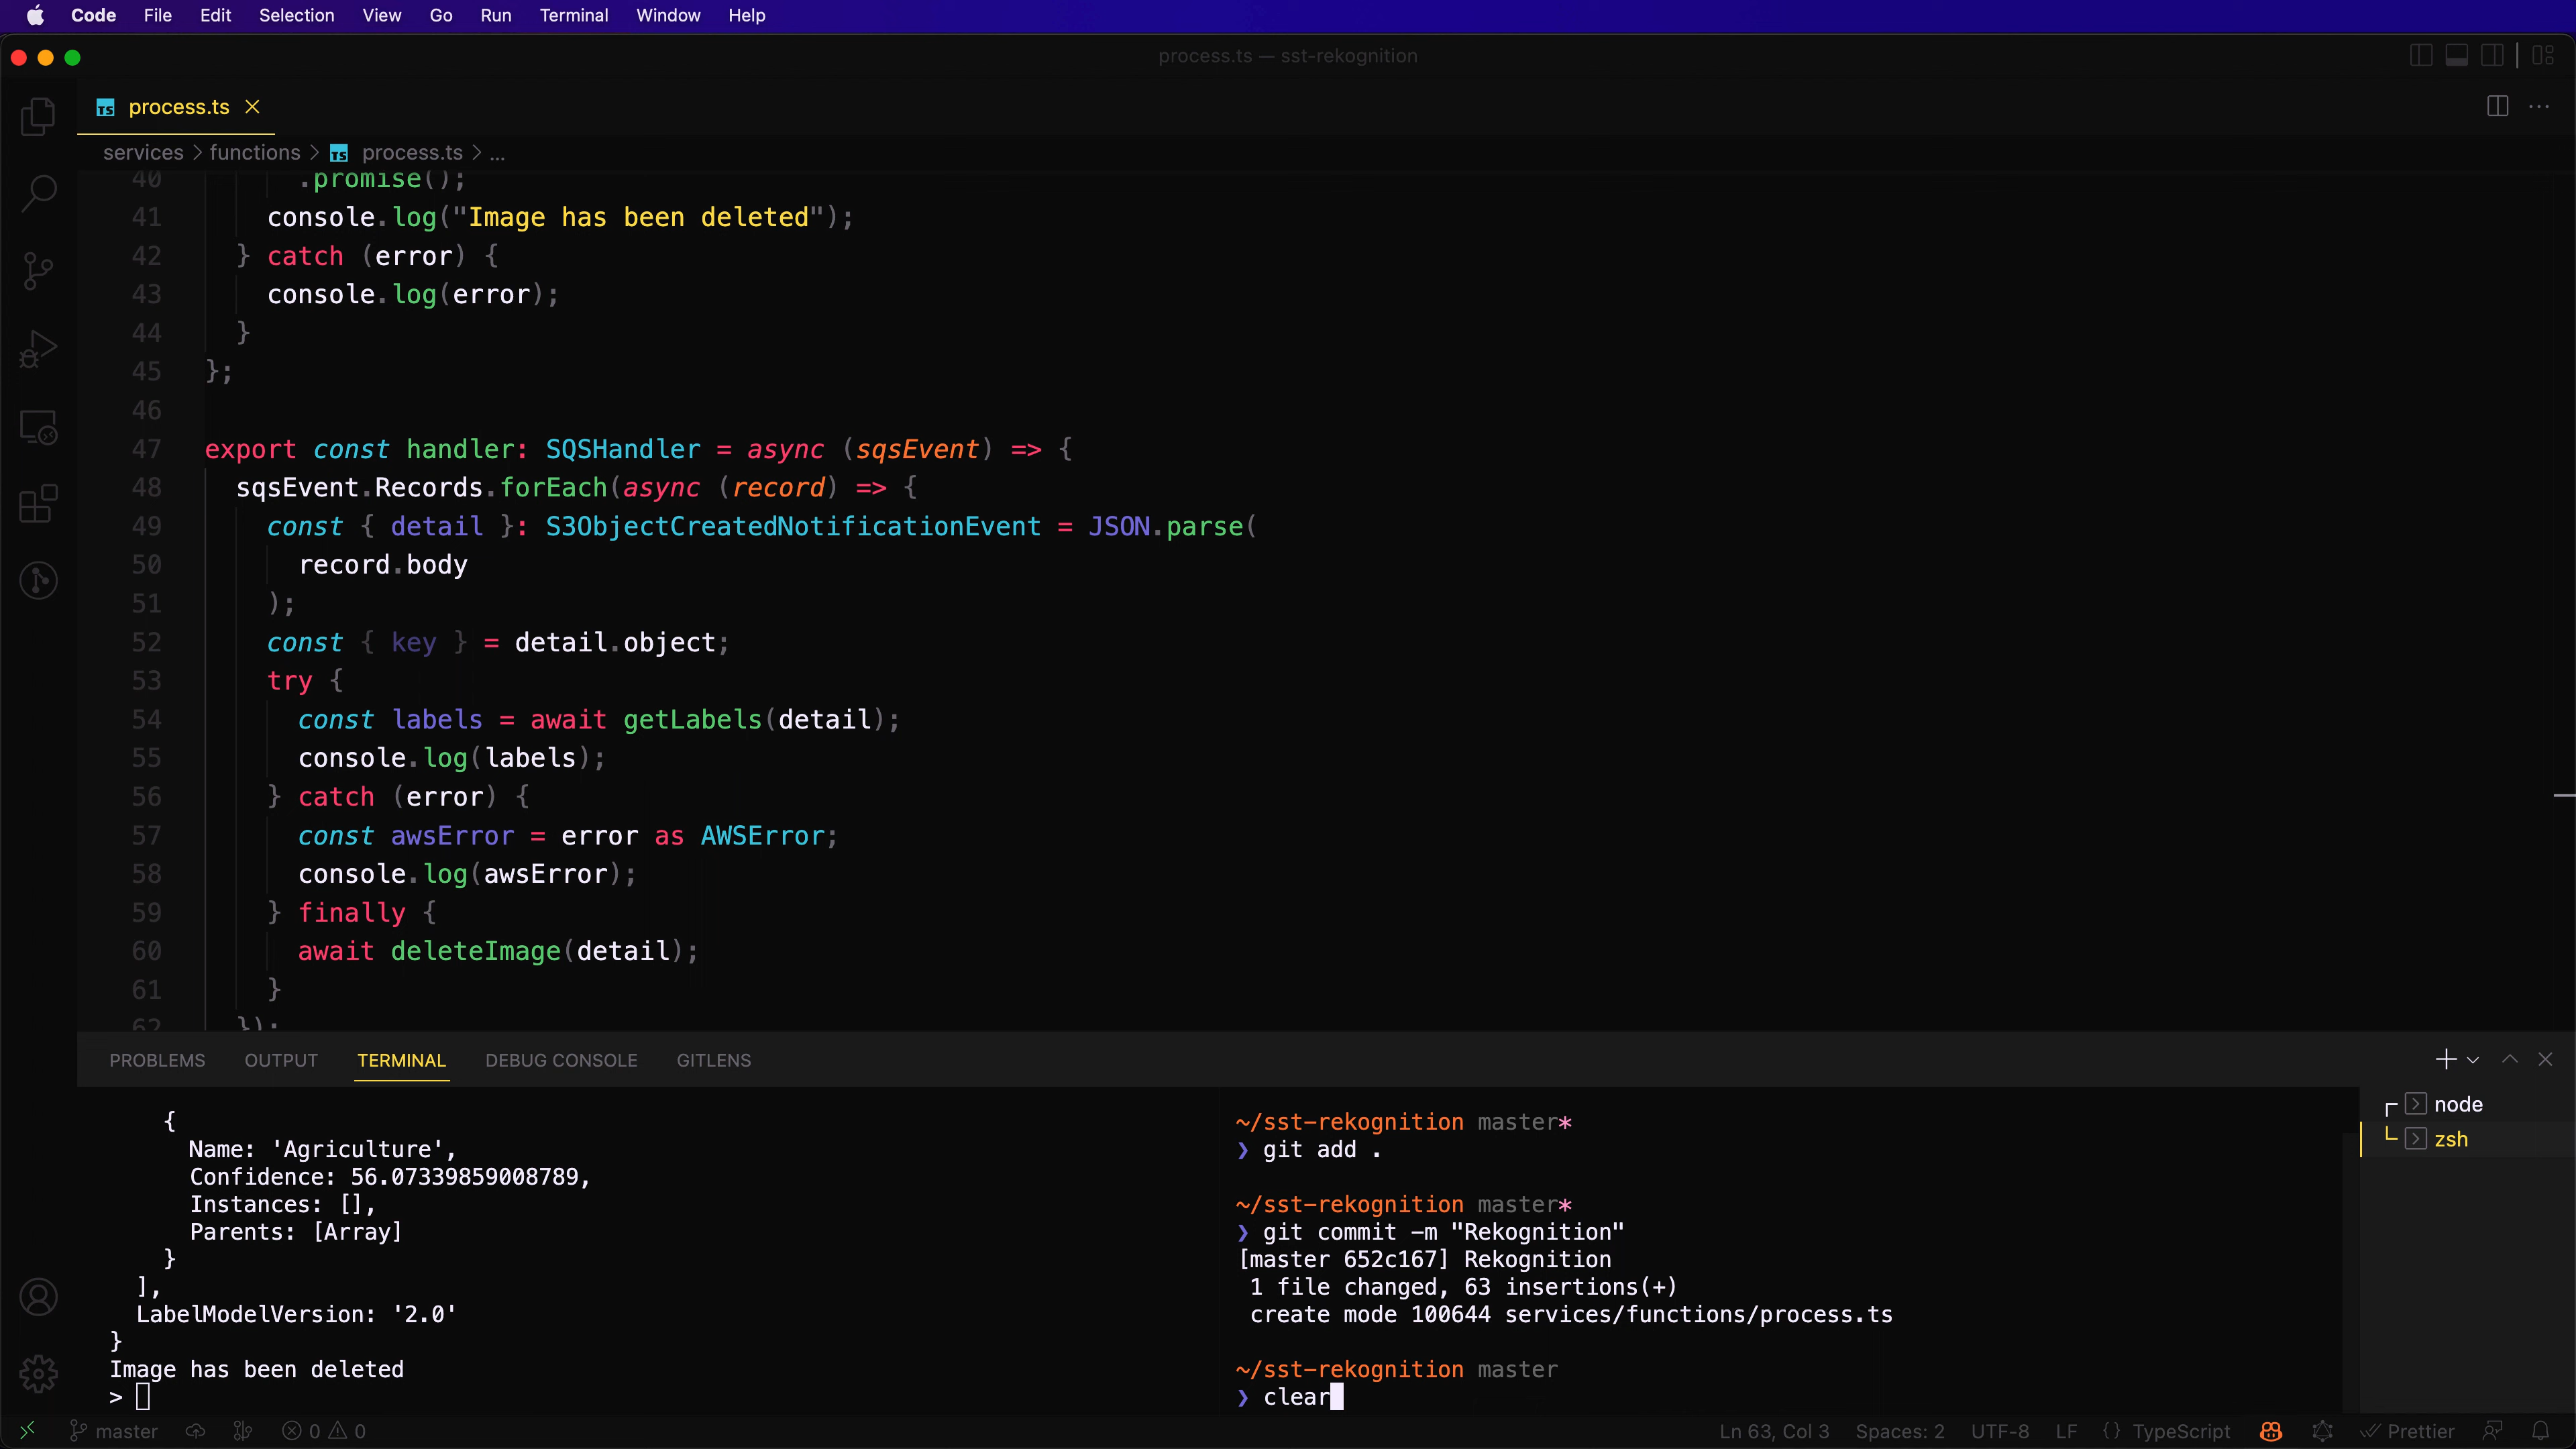 Code File Edit Selection View Go Run Terminal Window Help
process.ts — sst-rekognition
TS process.ts
services > functions > TS process.ts > ...
40 .promise();
41 console.log("Image has been deleted");
42 } catch (error) {
43 console.log(error);
44 }
45 };
46
47 export const handler: SQSHandler = async (sqsEvent) => {
48 sqsEvent.Records.forEach(async (record) => {
49 const { detail }: S3ObjectCreatedNotificationEvent = JSON.parse(
50 record.body
51 );
52 const { key } = detail.object;
53 try {
54 const labels = await getLabels(detail);
55 console.log(labels);
56 } catch (error) {
57 const awsError = error as AWSError;
58 console.log(awsError);
59 } finally {
60 await deleteImage(detail);
61 }
62 });
PROBLEMS OUTPUT TERMINAL DEBUG CONSOLE GITLENS
{
Name: 'Agriculture',
Confidence: 56.07339859008789,
Instances: [],
Parents: [Array]
}
],
LabelModelVersion: '2.0'
}
Image has been deleted
>
~/sst-rekognition master*
❯ git add .
~/sst-rekognition master*
❯ git commit -m "Rekognition"
[master 652c167] Rekognition
1 file changed, 63 insertions(+)
create mode 100644 services/functions/process.ts
~/sst-rekognition master
❯ clear
node
zsh
master 0 0 Ln 63, Col 3 Spaces: 2 UTF-8 LF {} TypeScript Prettier